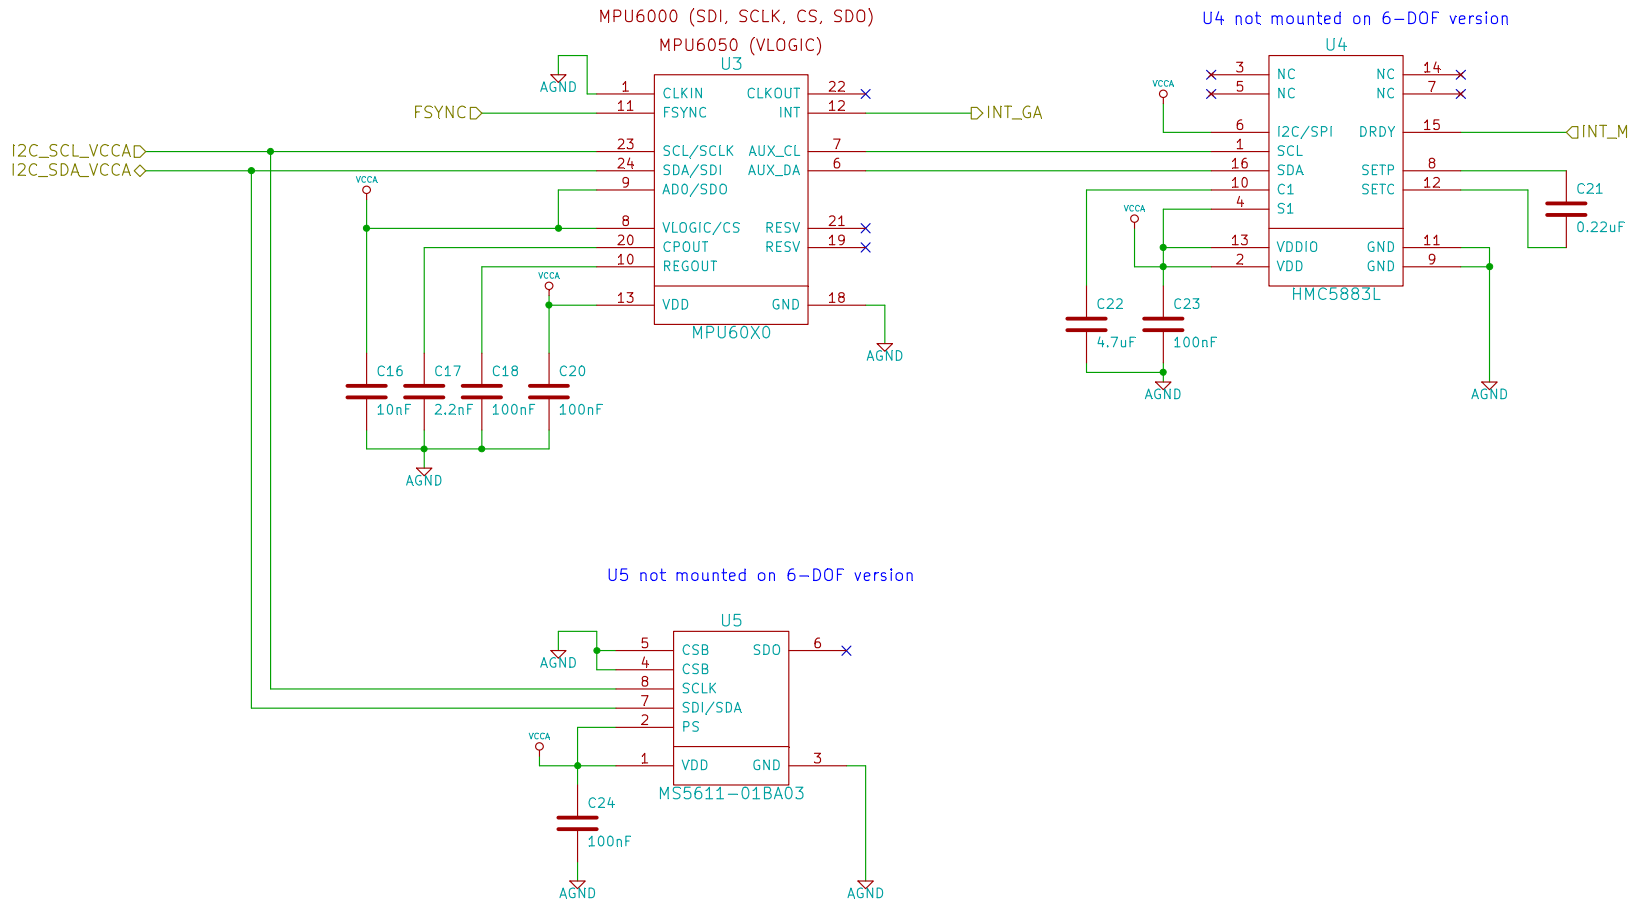 MPU6000 (SDI, SCLK, CS, SDO)
MPU6050 (VLOGIC)
U3
AGND
1 CLKIN CLKOUT 22
FSYNC 11 FSYNC INT 12 INT_GA
I2C_SCL_VCCA 23 SCL/SCLK AUX_CL 7
I2C_SDA_VCCA 24 SDA/SDI AUX_DA 6
9 AD0/SDO
VCCA
8 VLOGIC/CS RESV 21
20 CPOUT RESV 19
10 REGOUT
VCCA
13 VDD GND 18
MPU60X0
AGND
C16 C17 C18 C20
10nF 2.2nF 100nF 100nF
AGND
U4 not mounted on 6-DOF version
U4
3 NC NC 14
5 NC NC 7
VCCA
6 I2C/SPI DRDY 15 INT_M
1 SCL
16 SDA SETP 8
10 C1 SETC 12
4 S1
C21
0.22uF
VCCA
13 VDDIO GND 11
2 VDD GND 9
HMC5883L
C22 C23
4.7uF 100nF
AGND AGND
U5 not mounted on 6-DOF version
U5
AGND
5 CSB SDO 6
4 CSB
8 SCLK
7 SDI/SDA
2 PS
VCCA
1 VDD GND 3
MS5611-01BA03
C24
100nF
AGND AGND